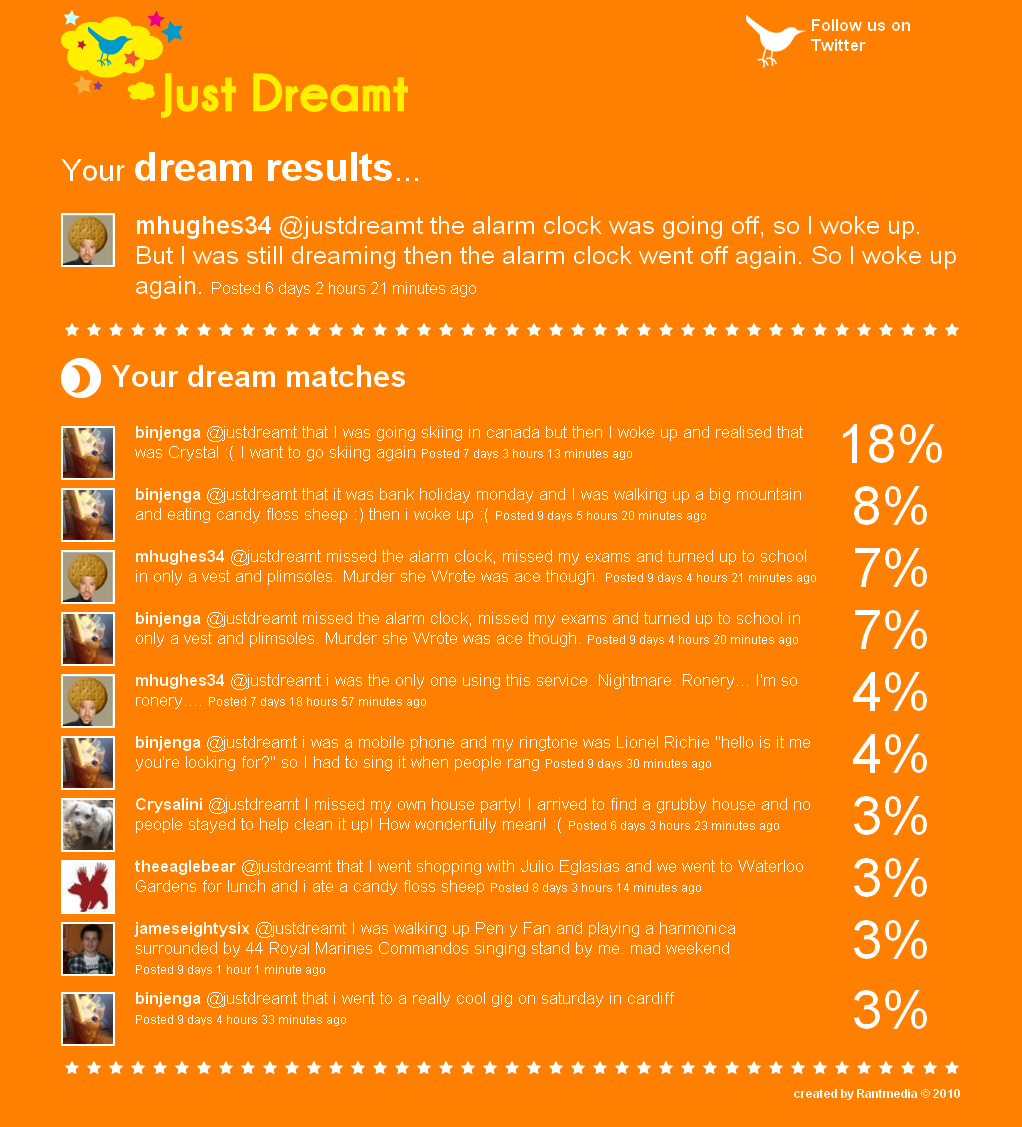 Just Dreamt
Follow us on
Twitter
Your dream results...
mhughes34 @justdreamt the alarm clock was going off, so I woke up.
But I was still dreaming then the alarm clock went off again. So I woke up
again. Posted 6 days 2 hours 21 minutes ago
Your dream matches
binjenga @justdreamt that I was going skiing in canada but then I woke up and realised that
was Crystal :( I want to go skiing again Posted 7 days 3 hours 13 minutes ago
18%
binjenga @justdreamt that it was bank holiday monday and I was walking up a big mountain
and eating candy floss sheep :) then i woke up :( Posted 9 days 5 hours 20 minutes ago
8%
mhughes34 @justdreamt missed the alarm clock, missed my exams and turned up to school
in only a vest and plimsoles. Murder she Wrote was ace though. Posted 9 days 4 hours 21 minutes ago
7%
binjenga @justdreamt missed the alarm clock, missed my exams and turned up to school in
only a vest and plimsoles. Murder she Wrote was ace though. Posted 9 days 4 hours 20 minutes ago
7%
mhughes34 @justdreamt i was the only one using this service. Nightmare. Ronery... I'm so
ronery.... Posted 7 days 18 hours 57 minutes ago
4%
binjenga @justdreamt i was a mobile phone and my ringtone was Lionel Richie "hello is it me
you're looking for?" so I had to sing it when people rang Posted 9 days 30 minutes ago
4%
Crysalini @justdreamt I missed my own house party! I arrived to find a grubby house and no
people stayed to help clean it up! How wonderfully mean! :( Posted 6 days 3 hours 23 minutes ago
3%
theeaglebear @justdreamt that I went shopping with Julio Eglasias and we went to Waterloo
Gardens for lunch and i ate a candy floss sheep Posted 8 days 3 hours 14 minutes ago
3%
jameseightysix @justdreamt I was walking up Pen y Fan and playing a harmonica
surrounded by 44 Royal Marines Commandos singing stand by me. mad weekend
Posted 9 days 1 hour 1 minute ago
3%
binjenga @justdreamt that i went to a really cool gig on saturday in cardiff
Posted 9 days 4 hours 33 minutes ago
3%
created by Rantmedia © 2010